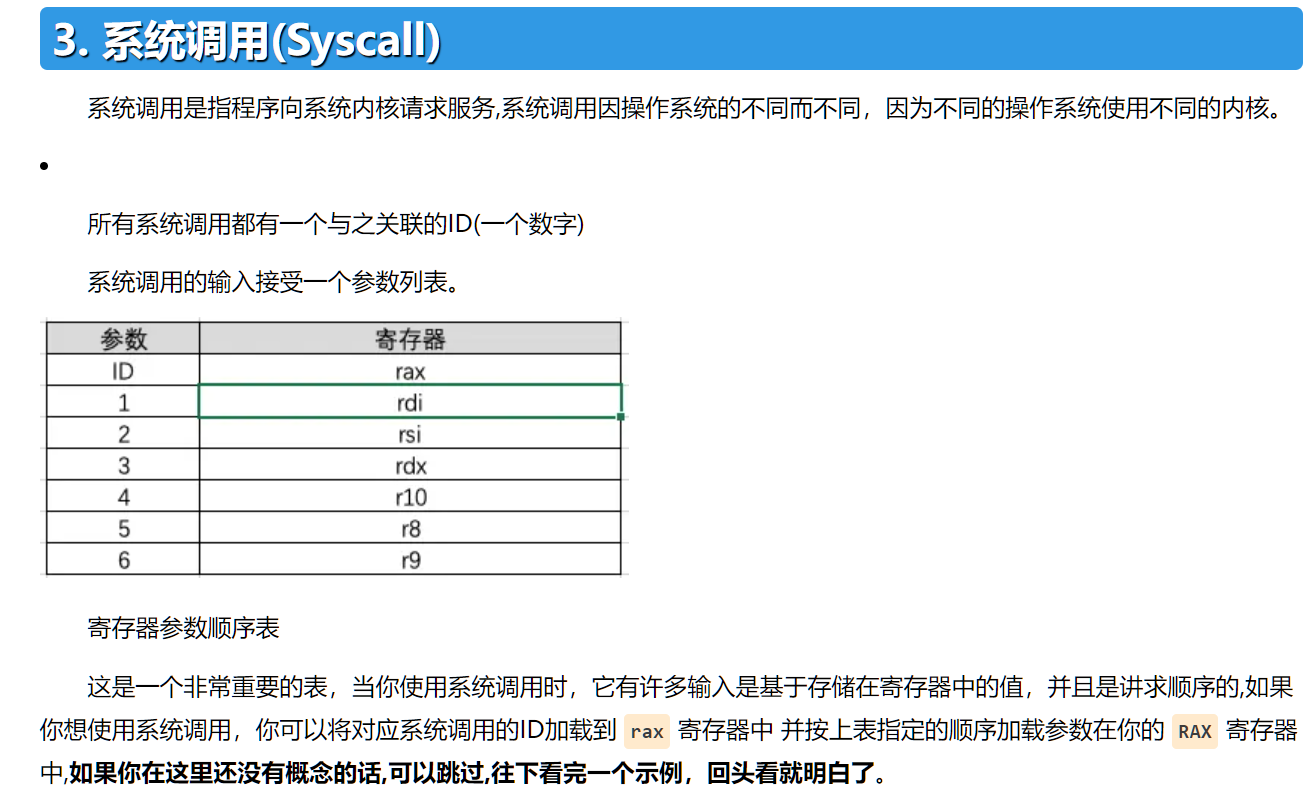 3. 系统调用(Syscall)
系统调用是指程序向系统内核请求服务,系统调用因操作系统的不同而不同，因为不同的操作系统使用不同的内核。
所有系统调用都有一个与之关联的ID(一个数字)
系统调用的输入接受一个参数列表。
参数 寄存器
ID rax
1 rdi
2 rsi
3 rdx
4 r10
5 r8
6 r9
寄存器参数顺序表
这是一个非常重要的表，当你使用系统调用时，它有许多输入是基于存储在寄存器中的值，并且是讲求顺序的,如果
你想使用系统调用，你可以将对应系统调用的ID加载到 rax 寄存器中 并按上表指定的顺序加载参数在你的 RAX 寄存器
中,如果你在这里还没有概念的话,可以跳过,往下看完一个示例，回头看就明白了。